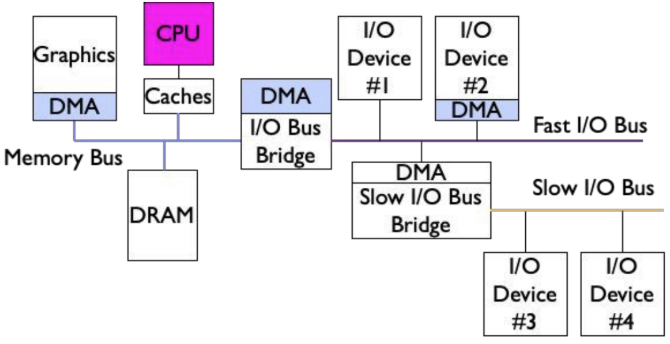 Graphics
DMA
CPU
Caches
DMA
I/O Bus
Bridge
I/O
Device
#1
I/O
Device
#2
DMA
Fast I/O Bus
Memory Bus
DRAM
DMA
Slow I/O Bus
Bridge
Slow I/O Bus
I/O
Device
#3
I/O
Device
#4